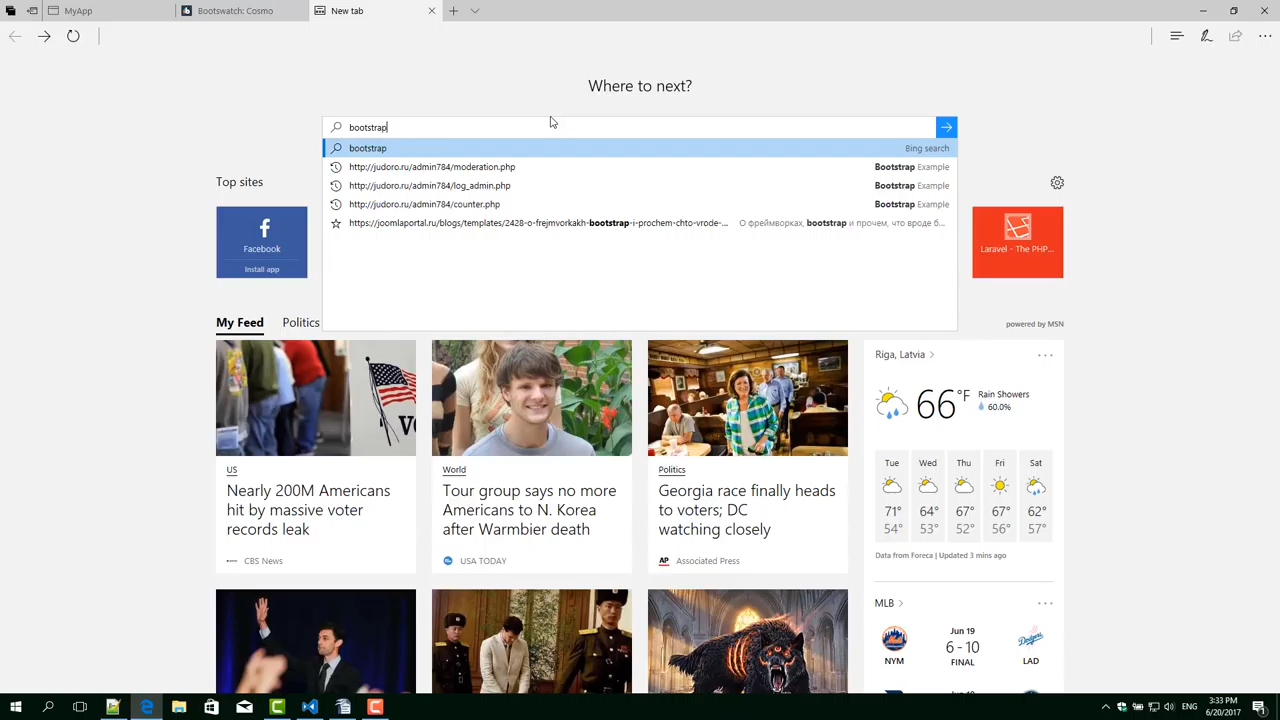 MyApp
Bootswatch: Cosmo
New tab
Where to next?
bootstrap
bootstrap Bing search
http://judoro.ru/admin784/moderation.php Bootstrap Example
http://judoro.ru/admin784/log_admin.php Bootstrap Example
http://judoro.ru/admin784/counter.php Bootstrap Example
https://joomlaportal.ru/blogs/templates/2428-o-frejmvorkakh-bootstrap-i-prochem-chto-vrode-... О фреймворках, bootstrap и прочем, что вроде б...
Top sites
Facebook
Install app
Laravel - The PHP...
My Feed
Politics
powered by MSN
US
Nearly 200M Americans
hit by massive voter
records leak
CBS News
World
Tour group says no more
Americans to N. Korea
after Warmbier death
USA TODAY
Politics
Georgia race finally heads
to voters; DC
watching closely
AP Associated Press
Riga, Latvia
66°F
Rain Showers
60.0%
Tue Wed Thu Fri Sat
71° 64° 67° 67° 62°
54° 53° 52° 56° 57°
Data from Foreca | Updated 3 mins ago
MLB
Jun 19
6 - 10
FINAL
NYM
LAD
ENG
3:33 PM
6/20/2017